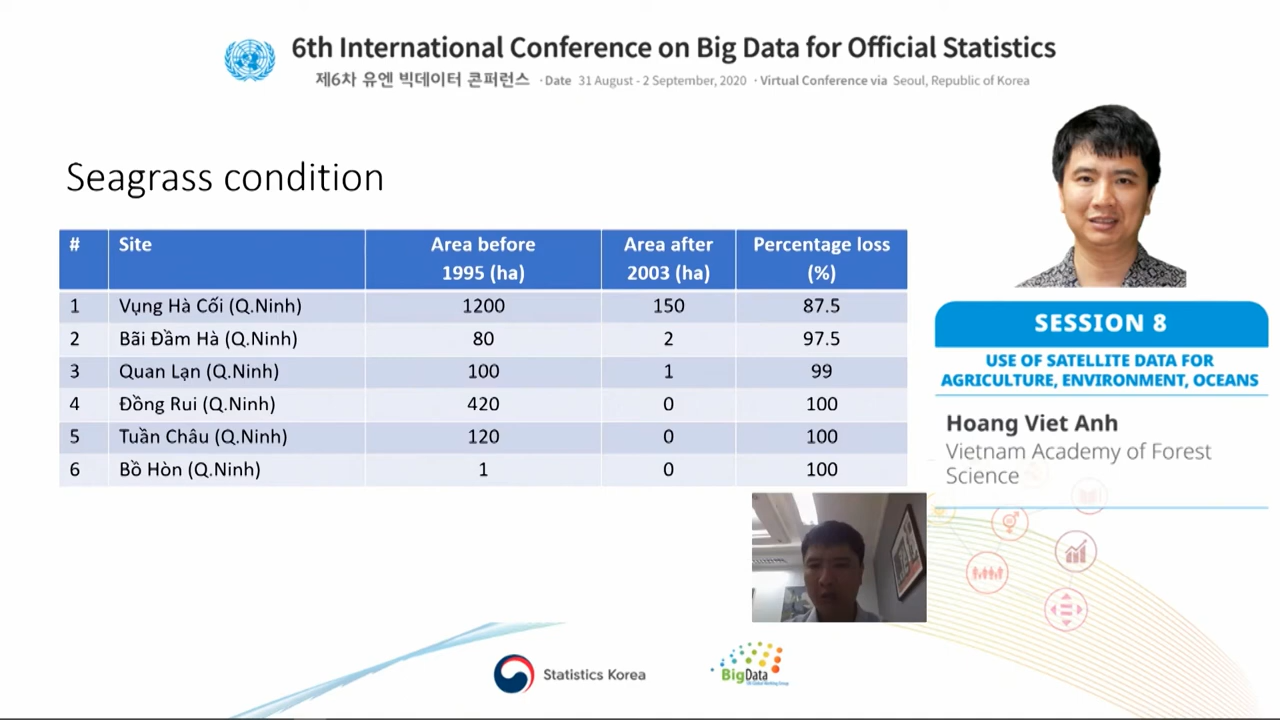 6th International Conference on Big Data for Official Statistics
제6차 유엔 빅데이터 콘퍼런스 · Date 31 August - 2 September, 2020 · Virtual Conference via Seoul, Republic of Korea
Seagrass condition
# Site Area before 1995 (ha) Area after 2003 (ha) Percentage loss (%)
1 Vụng Hà Cối (Q.Ninh) 1200 150 87.5
2 Bãi Đầm Hà (Q.Ninh) 80 2 97.5
3 Quan Lạn (Q.Ninh) 100 1 99
4 Đồng Rui (Q.Ninh) 420 0 100
5 Tuần Châu (Q.Ninh) 120 0 100
6 Bồ Hòn (Q.Ninh) 1 0 100
SESSION 8
USE OF SATELLITE DATA FOR
AGRICULTURE, ENVIRONMENT, OCEANS
Hoang Viet Anh
Vietnam Academy of Forest
Science
Statistics Korea
BigData